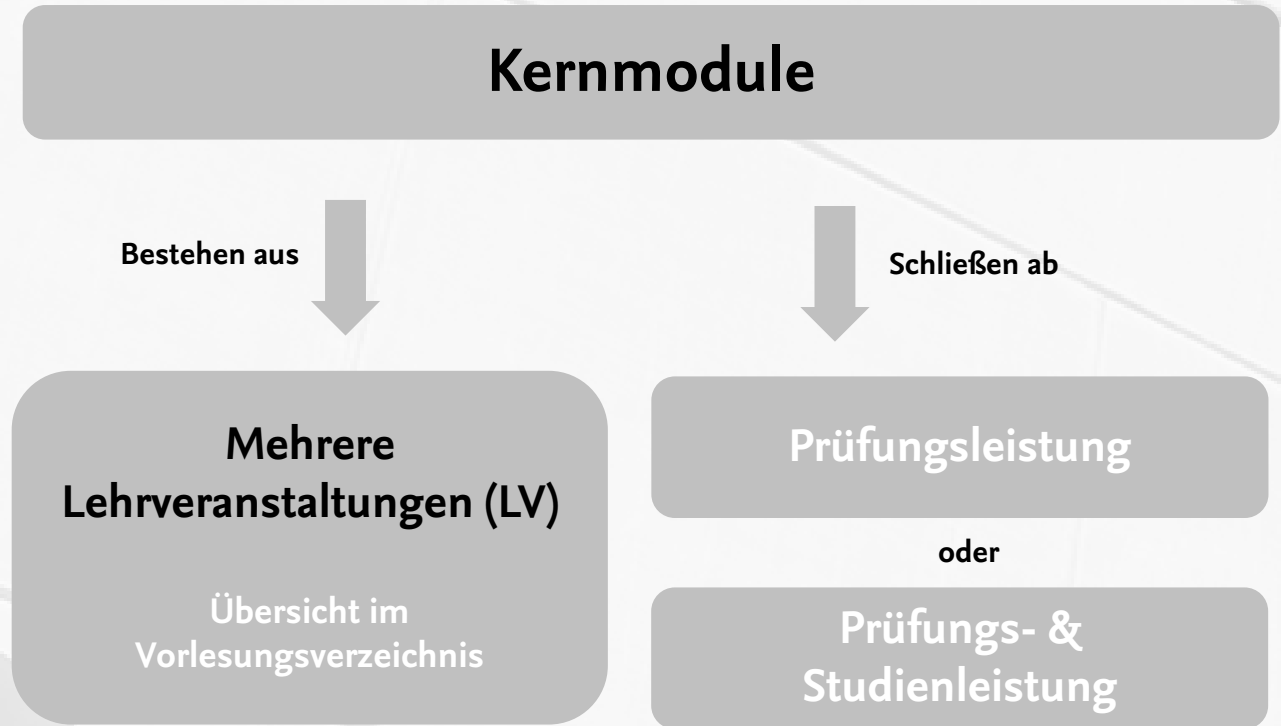 Kernmodule
Bestehen aus
Schließen ab
Mehrere
Lehrveranstaltungen (LV)
Übersicht im
Vorlesungsverzeichnis
Prüfungsleistung
oder
Prüfungs- &
Studienleistung